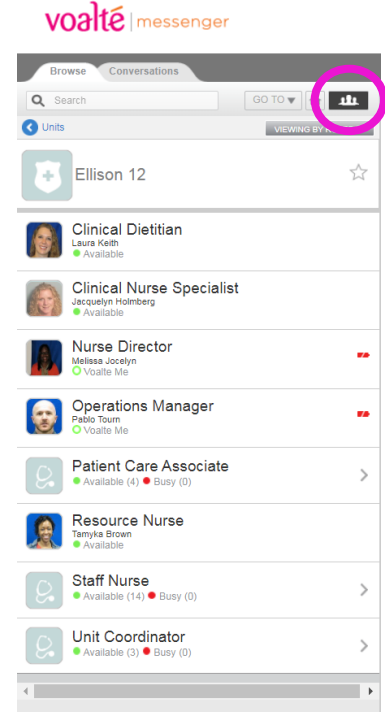 voalté | messenger
Browse Conversations
Search GO TO
Units VIEWING BY
Ellison 12
Clinical Dietitian
Laura Keith
Available
Clinical Nurse Specialist
Jacquelyn Holmberg
Available
Nurse Director
Melissa Jocelyn
Voalte Me
Operations Manager
Pablo Tourn
Voalte Me
Patient Care Associate
Available (4) Busy (0)
Resource Nurse
Tamyka Brown
Available
Staff Nurse
Available (14) Busy (0)
Unit Coordinator
Available (3) Busy (0)